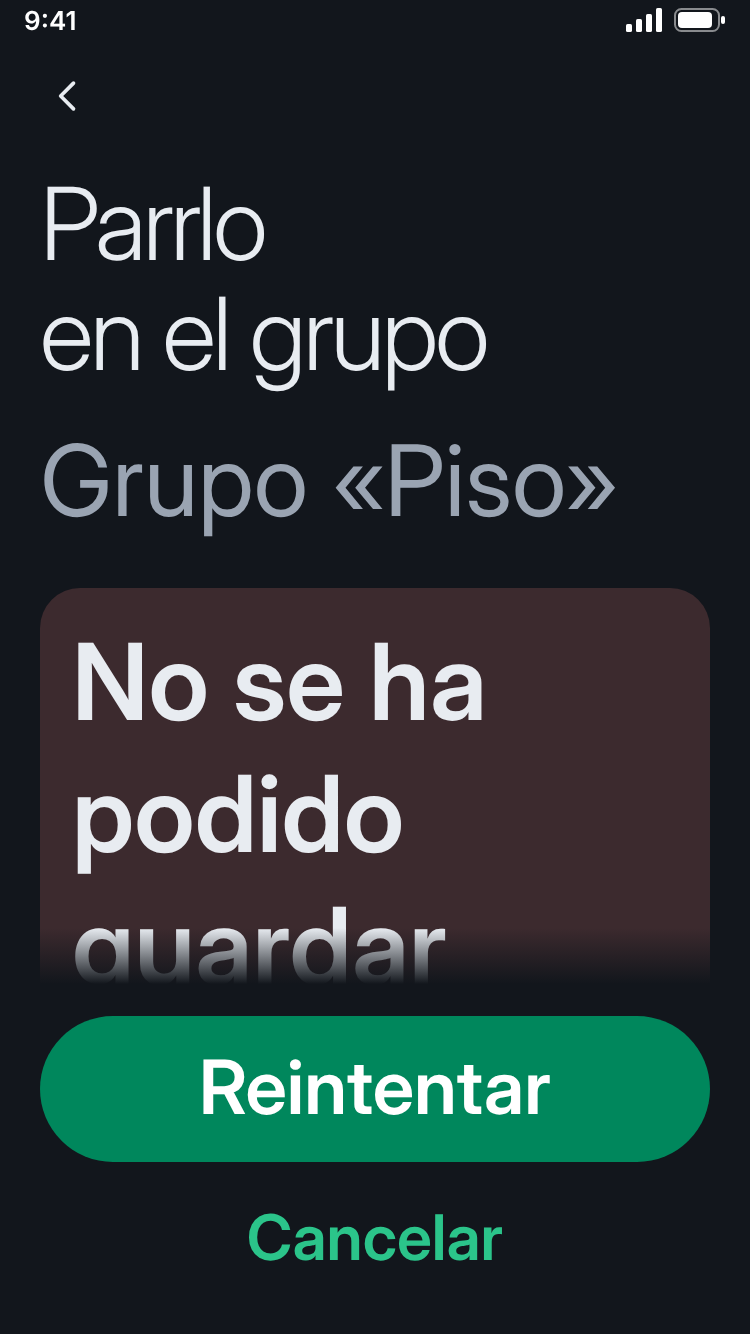 9:41
Parrlo
en el grupo
Grupo «Piso»
No se ha
podido
guardar
Reintentar
Cancelar